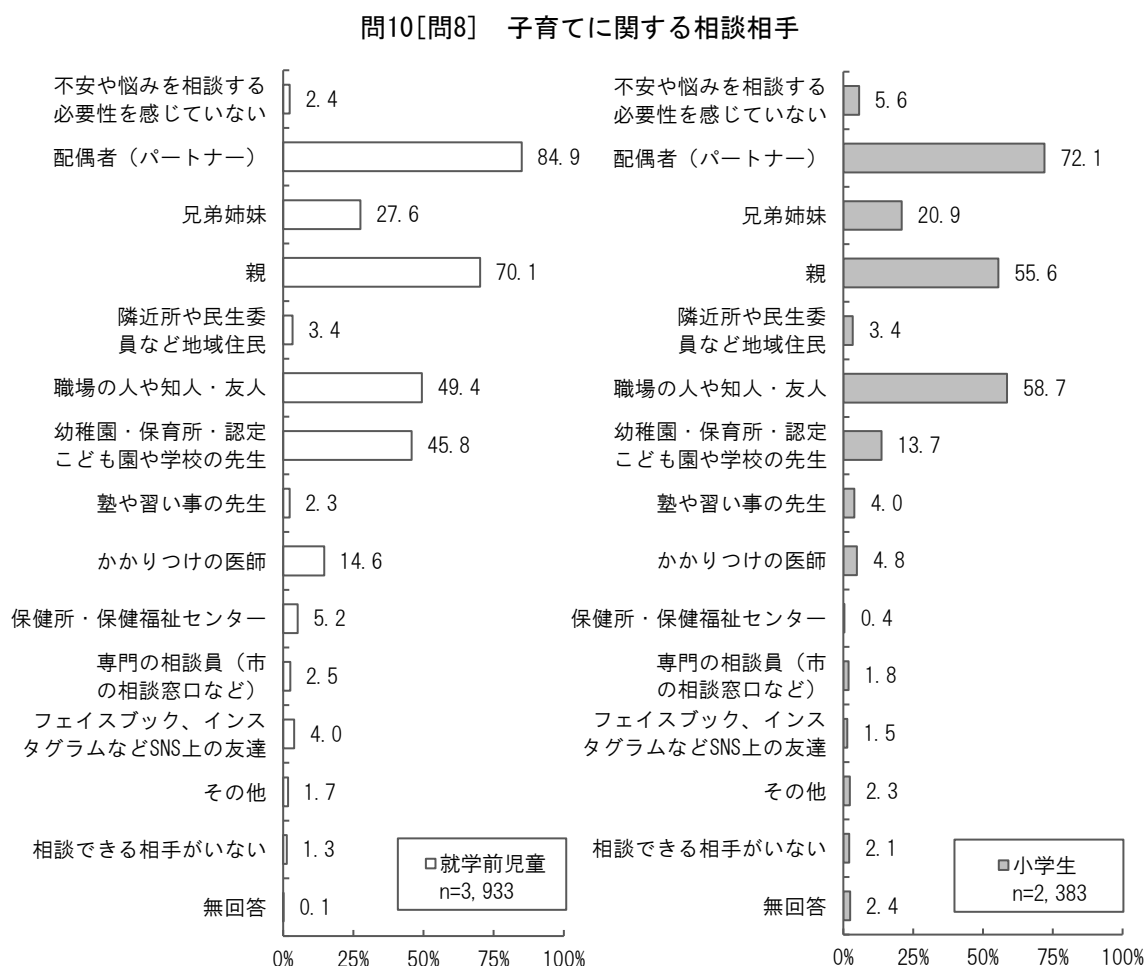 問10[問8]　子育てに関する相談相手
不安や悩みを相談する
必要性を感じていない
2.4
配偶者（パートナー）
84.9
兄弟姉妹
27.6
親
70.1
隣近所や民生委
員など地域住民
3.4
職場の人や知人・友人
49.4
幼稚園・保育所・認定
こども園や学校の先生
45.8
塾や習い事の先生
2.3
かかりつけの医師
14.6
保健所・保健福祉センター
5.2
専門の相談員（市
の相談窓口など）
2.5
フェイスブック、インス
タグラムなどSNS上の友達
4.0
その他
1.7
相談できる相手がいない
1.3
無回答
0.1
就学前児童
n=3,933
0% 25% 50% 75% 100%
不安や悩みを相談する
必要性を感じていない
5.6
配偶者（パートナー）
72.1
兄弟姉妹
20.9
親
55.6
隣近所や民生委
員など地域住民
3.4
職場の人や知人・友人
58.7
幼稚園・保育所・認定
こども園や学校の先生
13.7
塾や習い事の先生
4.0
かかりつけの医師
4.8
保健所・保健福祉センター
0.4
専門の相談員（市
の相談窓口など）
1.8
フェイスブック、インス
タグラムなどSNS上の友達
1.5
その他
2.3
相談できる相手がいない
2.1
無回答
2.4
小学生
n=2,383
0% 25% 50% 75% 100%